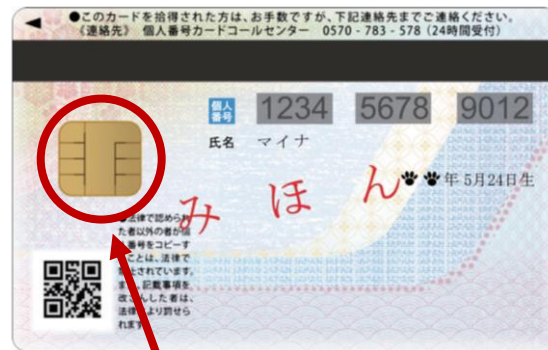 ◀ ●このカードを拾得された方は、お手数ですが、下記連絡先までご連絡ください。
《連絡先》 個人番号カードコールセンター 0570-783-578 (24時間受付)
個人番号 1234 5678 9012
氏名 マイナ
年 5月24日生
みほん
法律で認めら
た者以外の者が
番号をコピーす
ことは、法律で
されています。
記載事項を
改 した者は、
法律 より罰せら
れます